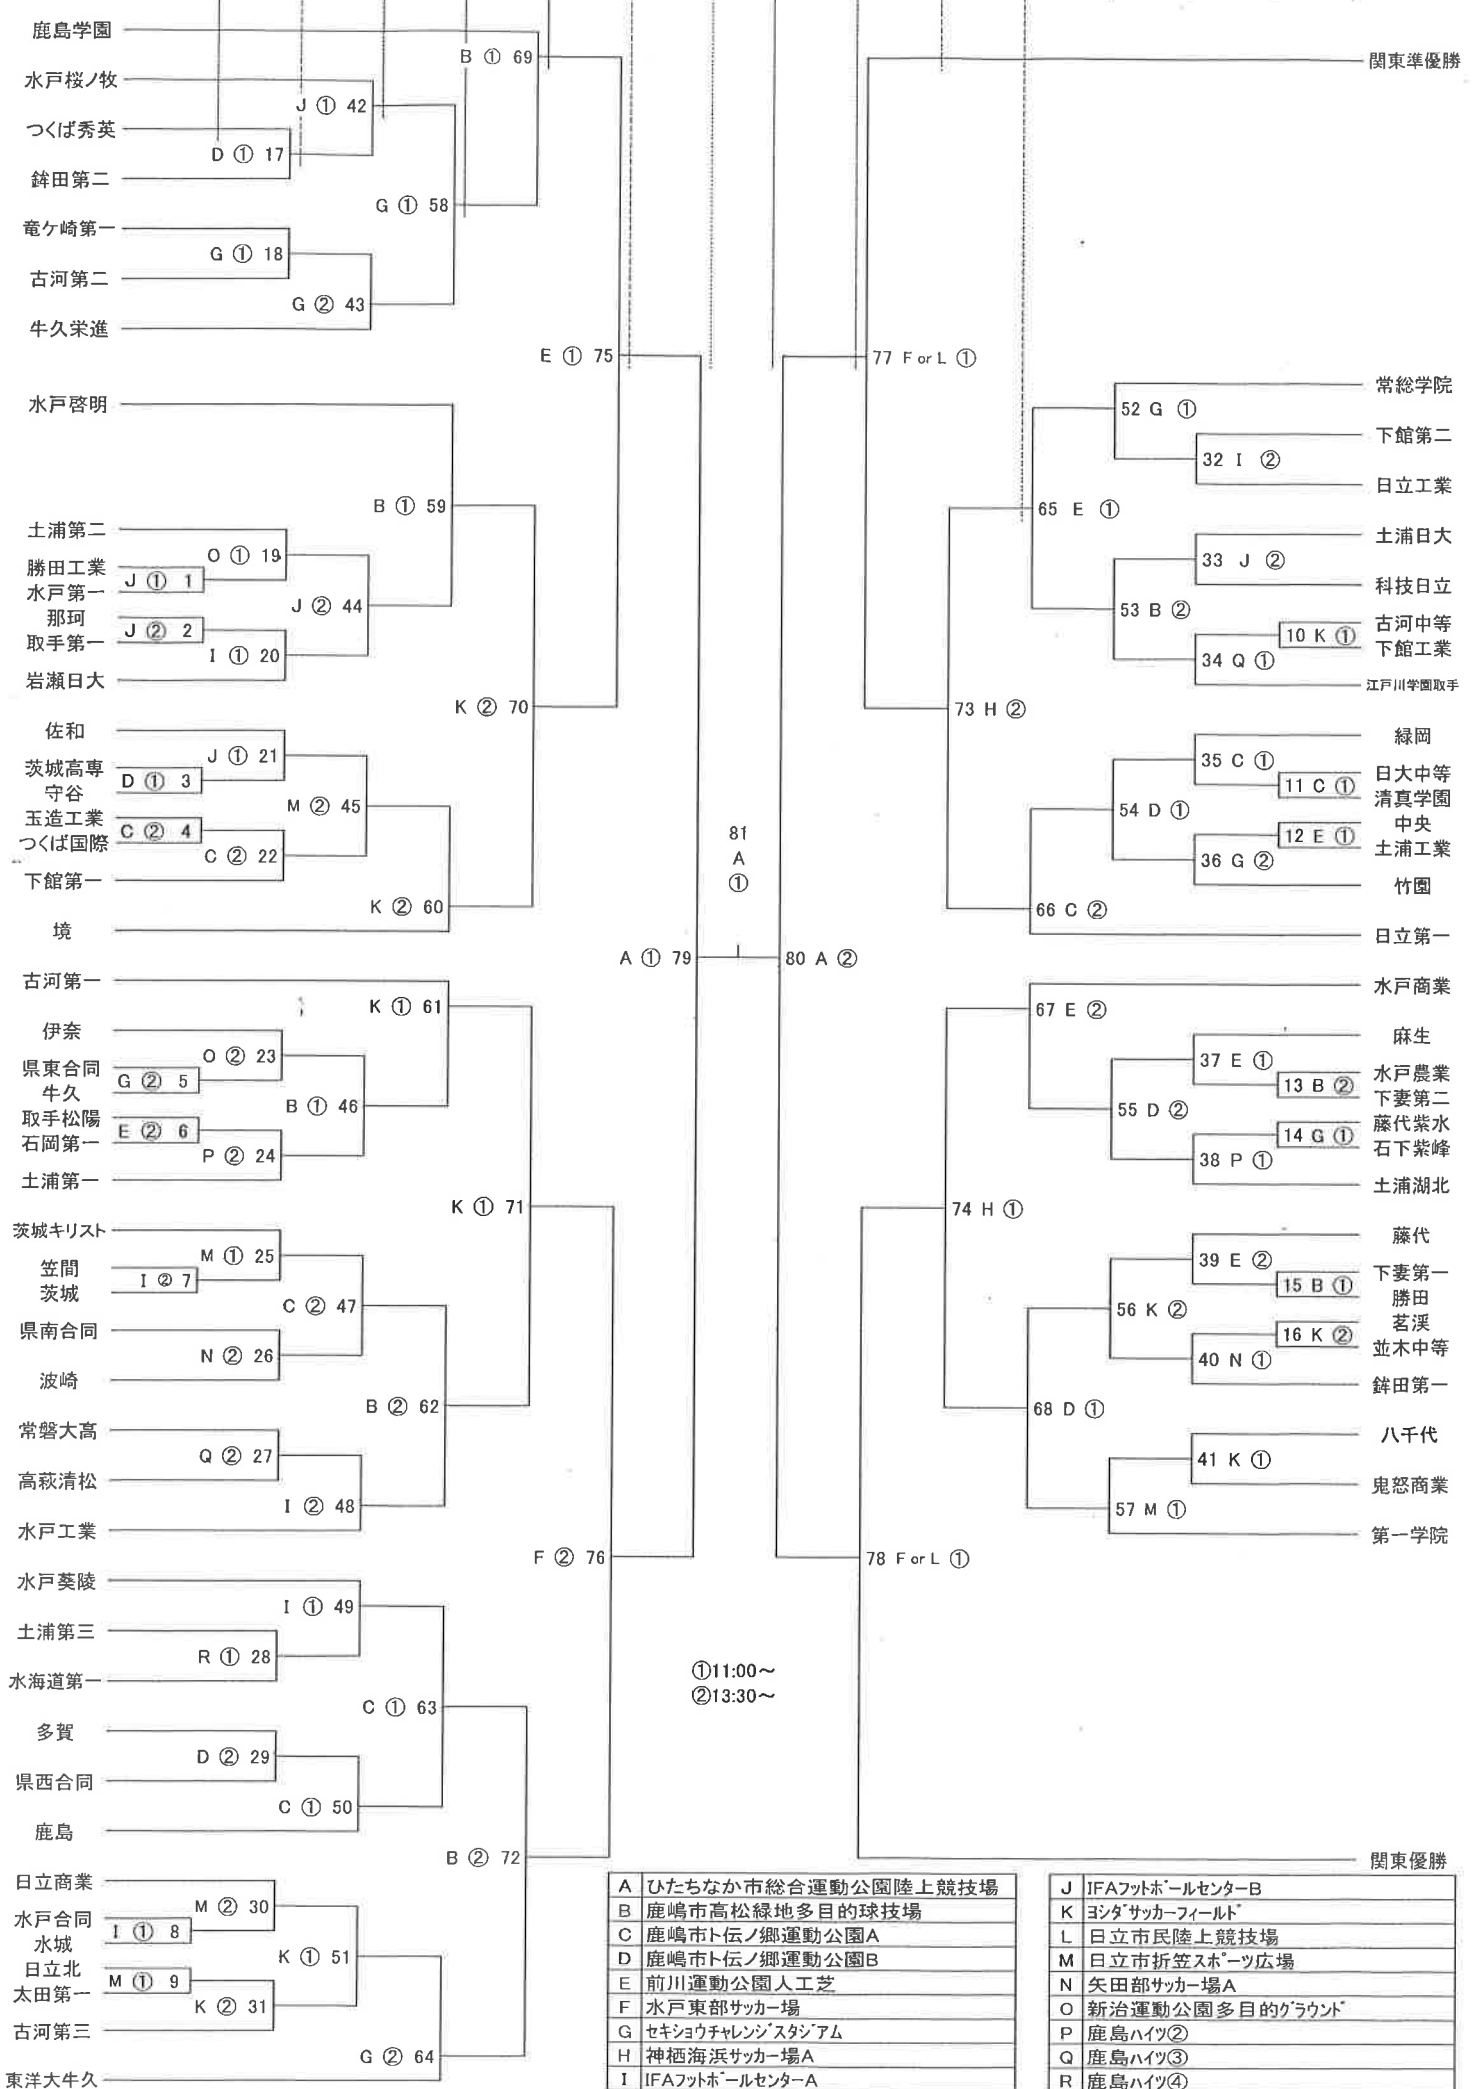 鹿島学園
B ① 69
水戸桜ノ牧
J ① 42
つくば秀英
D ① 17
鉾田第二
G ① 58
竜ケ崎第一
G ① 18
古河第二
G ② 43
牛久栄進
E ① 75
水戸啓明
B ① 59
土浦第二
O ① 19
勝田工業
J ① 1
水戸第一
J ② 44
那珂
J ② 2
取手第一
I ① 20
岩瀬日大
K ② 70
佐和
J ① 21
茨城高専
D ① 3
守谷
M ② 45
玉造工業
C ② 4
つくば国際
C ② 22
下館第一
K ② 60
境
A ① 79
古河第一
K ① 61
伊奈
O ② 23
県東合同
G ② 5
牛久
B ① 46
取手松陽
E ② 6
石岡第一
P ② 24
土浦第一
K ① 71
茨城キリスト
M ① 25
笠間
I ② 7
茨城
C ② 47
県南合同
N ② 26
波崎
B ② 62
常磐大高
Q ② 27
高萩清松
I ② 48
水戸工業
F ② 76
水戸葵陵
I ① 49
土浦第三
R ① 28
水海道第一
C ① 63
多賀
D ② 29
県西合同
C ① 50
鹿島
B ② 72
日立商業
M ② 30
水戸合同
I ① 8
水城
K ① 51
日立北
M ① 9
太田第一
K ② 31
古河第三
G ② 64
東洋大牛久
81
A
①
①11:00～
②13:30～
関東準優勝
77 F or L ①
常総学院
52 G ①
下館第二
32 I ②
日立工業
65 E ①
土浦日大
33 J ②
科技日立
53 B ②
古河中等
10 K ①
下館工業
34 Q ①
江戸川学園取手
73 H ②
緑岡
35 C ①
日大中等
11 C ①
清真学園
54 D ①
中央
12 E ①
土浦工業
36 G ②
竹園
66 C ②
日立第一
80 A ②
水戸商業
67 E ②
麻生
37 E ①
水戸農業
13 B ②
下妻第二
55 D ②
藤代紫水
14 G ①
石下紫峰
38 P ①
土浦湖北
74 H ①
藤代
39 E ②
下妻第一
15 B ①
勝田
56 K ②
茗渓
16 K ②
並木中等
40 N ①
鉾田第一
68 D ①
八千代
41 K ①
鬼怒商業
57 M ①
第一学院
78 F or L ①
関東優勝
A ひたちなか市総合運動公園陸上競技場
B 鹿嶋市高松緑地多目的球技場
C 鹿嶋市ト伝ノ郷運動公園A
D 鹿嶋市ト伝ノ郷運動公園B
E 前川運動公園人工芝
F 水戸東部サッカー場
G セキショウチャレンジスタジアム
H 神栖海浜サッカー場A
I IFAフットボールセンターA
J IFAフットボールセンターB
K ヨシダサッカーフィールド
L 日立市民陸上競技場
M 日立市折笠スポーツ広場
N 矢田部サッカー場A
O 新治運動公園多目的グラウンド
P 鹿島ハイツ②
Q 鹿島ハイツ③
R 鹿島ハイツ④